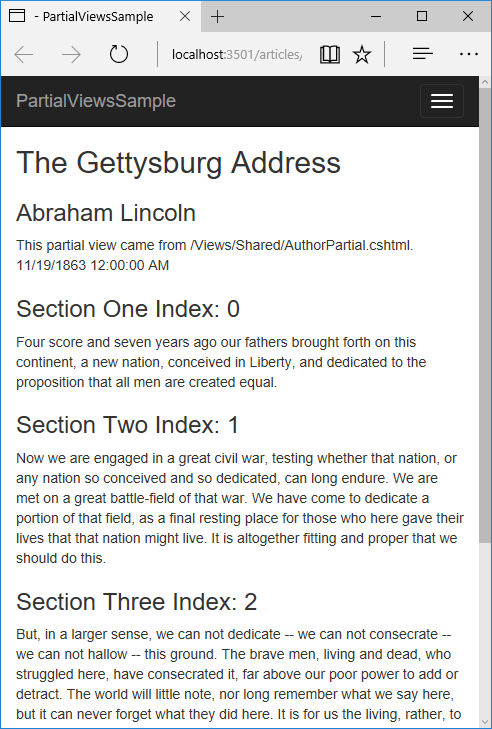 - PartialViewsSample
localhost:3501/articles/
PartialViewsSample
The Gettysburg Address
Abraham Lincoln
This partial view came from /Views/Shared/AuthorPartial.cshtml.
11/19/1863 12:00:00 AM
Section One Index: 0
Four score and seven years ago our fathers brought forth on this
continent, a new nation, conceived in Liberty, and dedicated to the
proposition that all men are created equal.
Section Two Index: 1
Now we are engaged in a great civil war, testing whether that nation, or
any nation so conceived and so dedicated, can long endure. We are
met on a great battle-field of that war. We have come to dedicate a
portion of that field, as a final resting place for those who here gave their
lives that that nation might live. It is altogether fitting and proper that we
should do this.
Section Three Index: 2
But, in a larger sense, we can not dedicate -- we can not consecrate --
we can not hallow -- this ground. The brave men, living and dead, who
struggled here, have consecrated it, far above our poor power to add or
detract. The world will little note, nor long remember what we say here,
but it can never forget what they did here. It is for us the living, rather, to